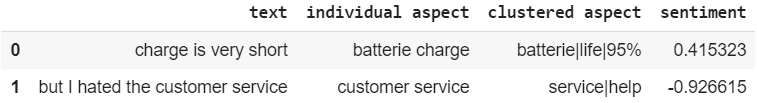 text individual aspect clustered aspect sentiment
0 charge is very short batterie charge batterie|life|95% 0.415323
1 but I hated the customer service customer service service|help -0.926615